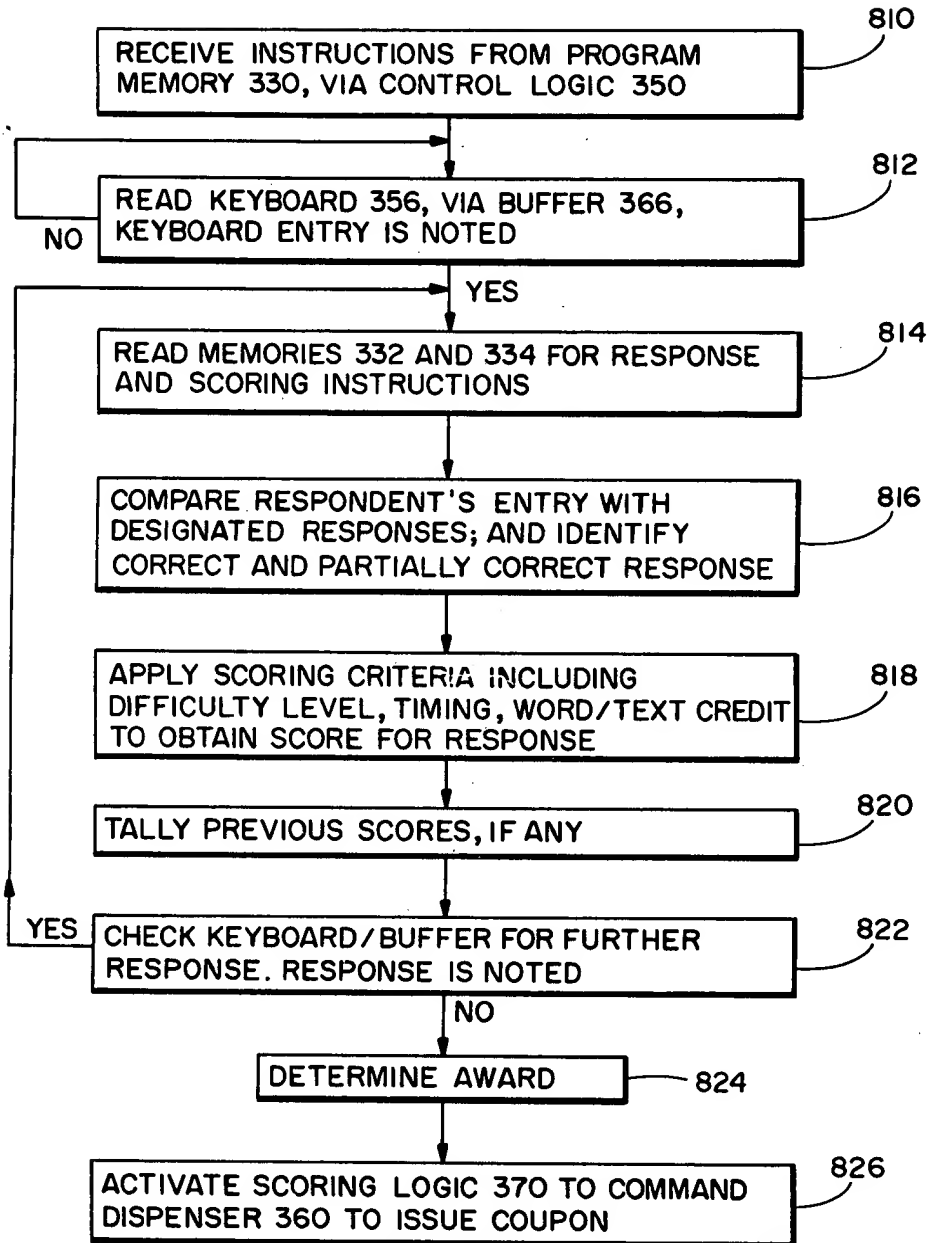 810
RECEIVE INSTRUCTIONS FROM PROGRAM
MEMORY 330, VIA CONTROL LOGIC 350
812
READ KEYBOARD 356, VIA BUFFER 366,
KEYBOARD ENTRY IS NOTED
NO
YES
814
READ MEMORIES 332 AND 334 FOR RESPONSE
AND SCORING INSTRUCTIONS
816
COMPARE RESPONDENT'S ENTRY WITH
DESIGNATED RESPONSES; AND IDENTIFY
CORRECT AND PARTIALLY CORRECT RESPONSE
818
APPLY SCORING CRITERIA INCLUDING
DIFFICULTY LEVEL, TIMING, WORD/TEXT CREDIT
TO OBTAIN SCORE FOR RESPONSE
820
TALLY PREVIOUS SCORES, IF ANY
YES
822
CHECK KEYBOARD/BUFFER FOR FURTHER
RESPONSE. RESPONSE IS NOTED
NO
DETERMINE AWARD
824
826
ACTIVATE SCORING LOGIC 370 TO COMMAND
DISPENSER 360 TO ISSUE COUPON